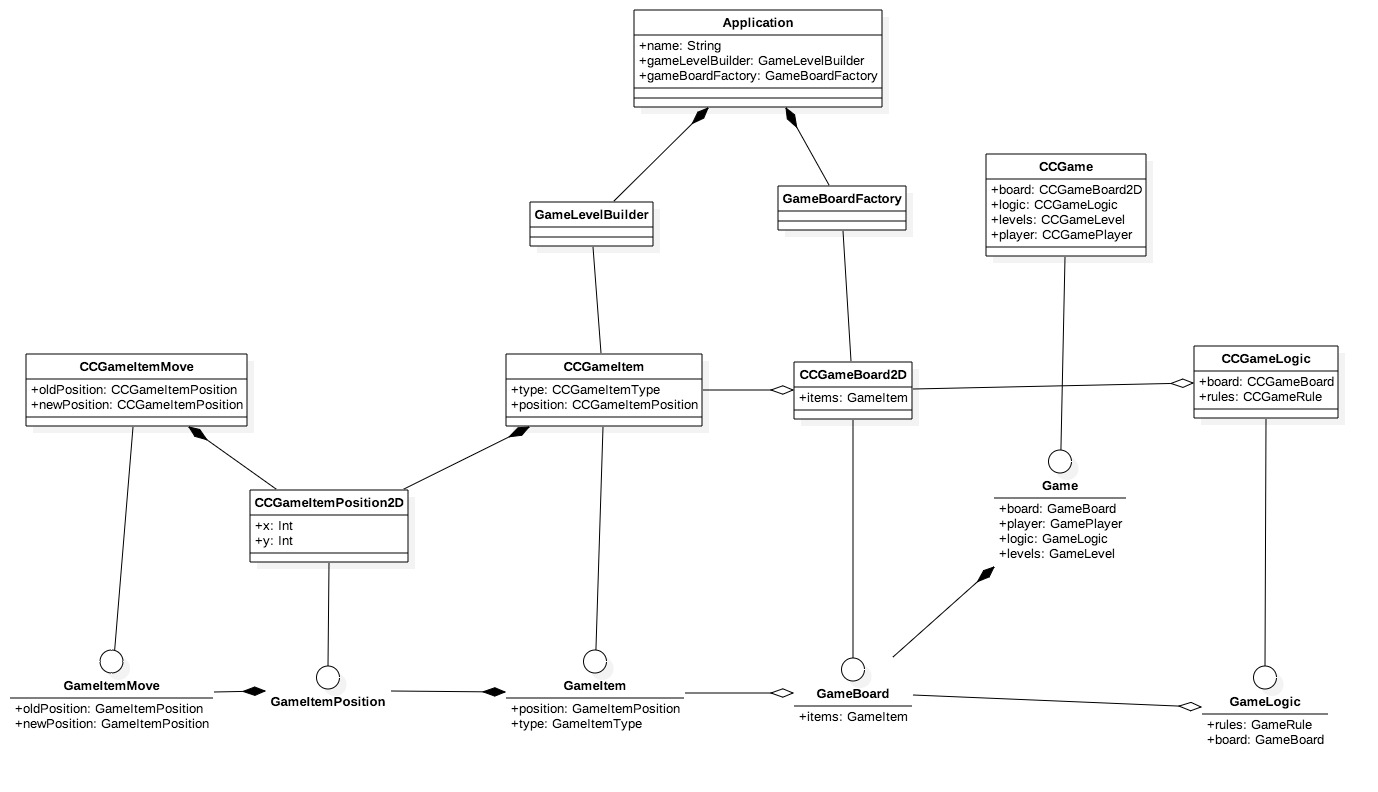 Application
+name: String
+gameLevelBuilder: GameLevelBuilder
+gameBoardFactory: GameBoardFactory
CCGame
+board: CCGameBoard2D
+logic: CCGameLogic
+levels: CCGameLevel
+player: CCGamePlayer
GameLevelBuilder
GameBoardFactory
CCGameItemMove
+oldPosition: CCGameItemPosition
+newPosition: CCGameItemPosition
CCGameItem
+type: CCGameItemType
+position: CCGameItemPosition
CCGameBoard2D
+items: GameItem
CCGameLogic
+board: CCGameBoard
+rules: CCGameRule
CCGameItemPosition2D
+x: Int
+y: Int
Game
+board: GameBoard
+player: GamePlayer
+logic: GameLogic
+levels: GameLevel
GameItemMove
+oldPosition: GameItemPosition
+newPosition: GameItemPosition
GameItemPosition
GameItem
+position: GameItemPosition
+type: GameItemType
GameBoard
+items: GameItem
GameLogic
+rules: GameRule
+board: GameBoard